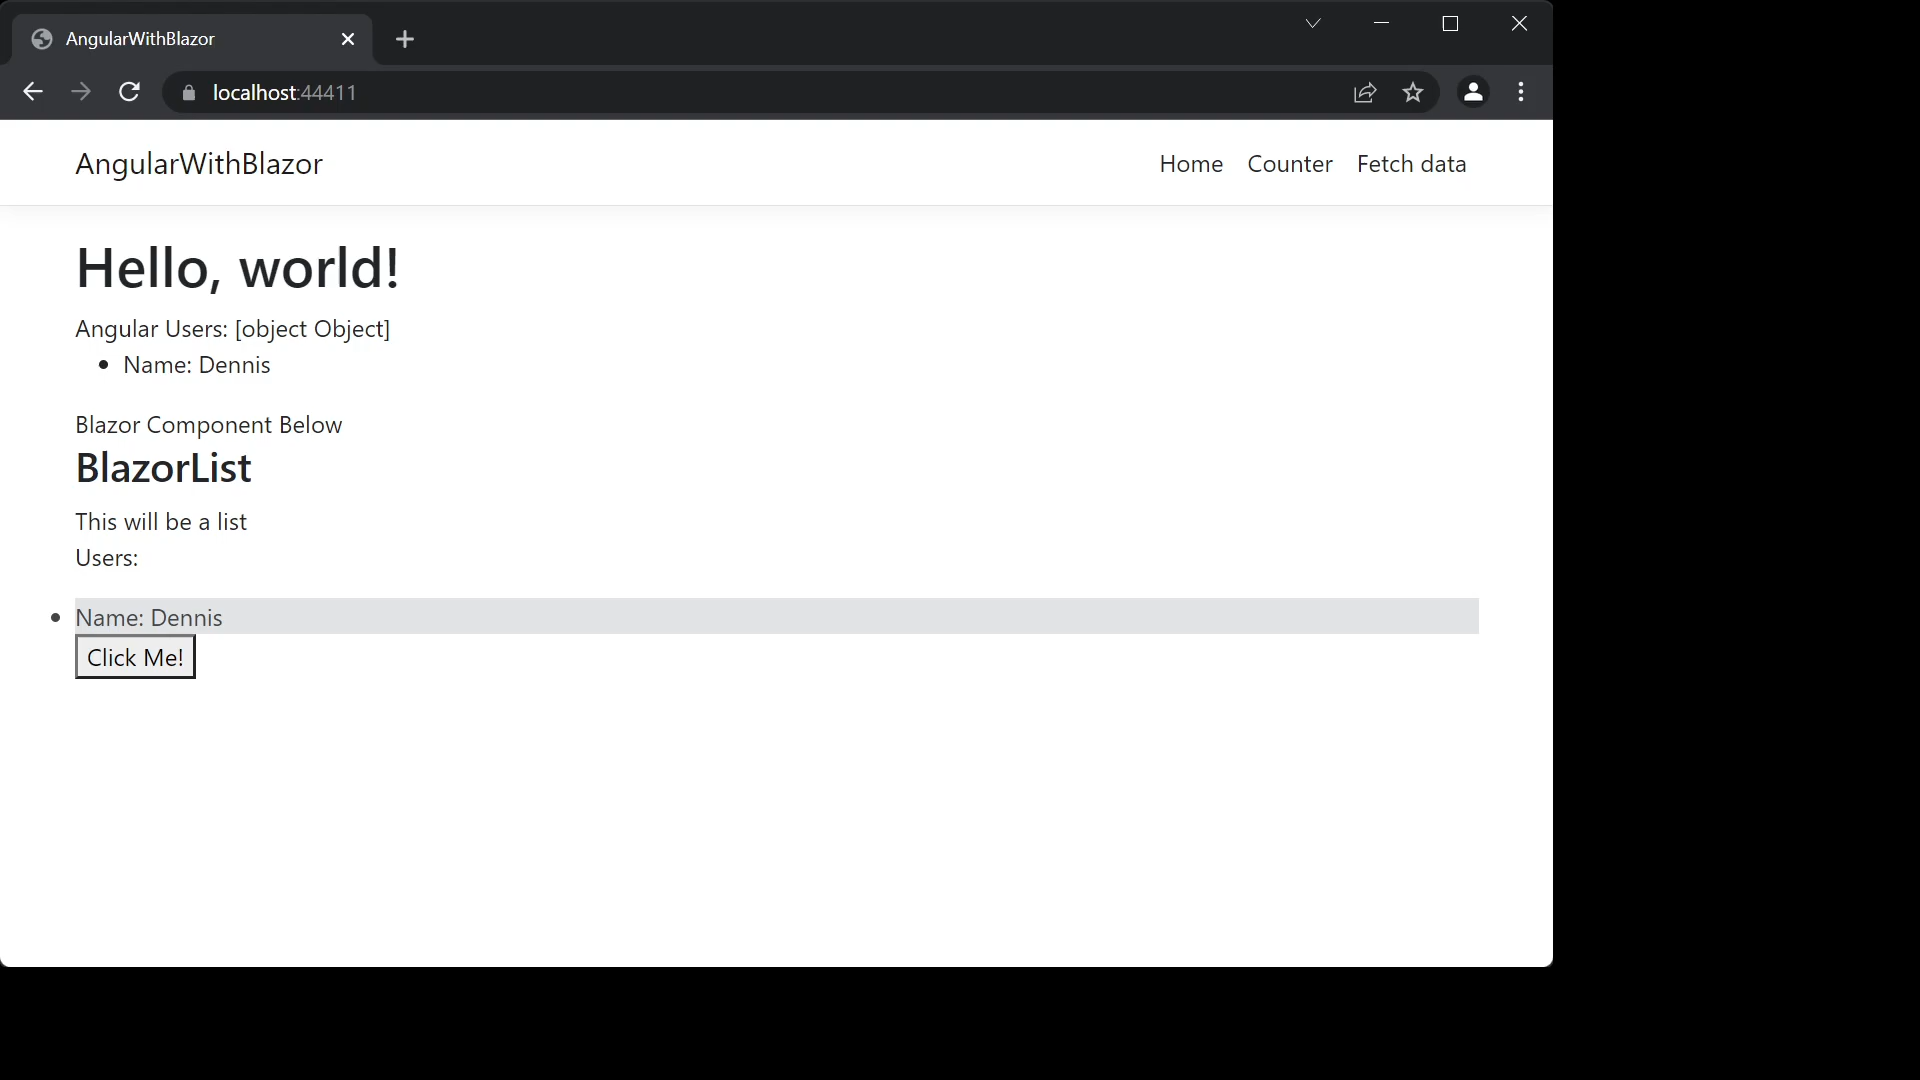 AngularWithBlazor
localhost:44411
AngularWithBlazor Home Counter Fetch data
Hello, world!
Angular Users: [object Object]
• Name: Dennis
Blazor Component Below
BlazorList
This will be a list
Users:
• Name: Dennis
Click Me!